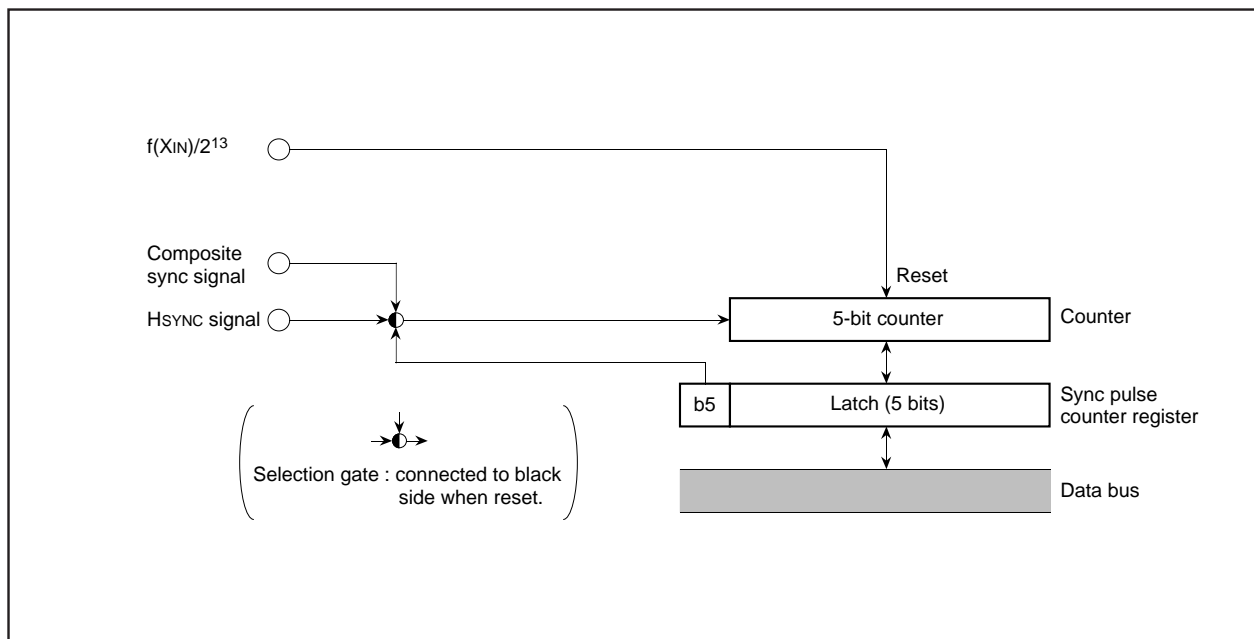 f(XIN)/2¹³
Composite
sync signal
HSYNC signal
Reset
5-bit counter
Counter
b5
Latch (5 bits)
Sync pulse
counter register
Selection gate : connected to black
side when reset.
Data bus